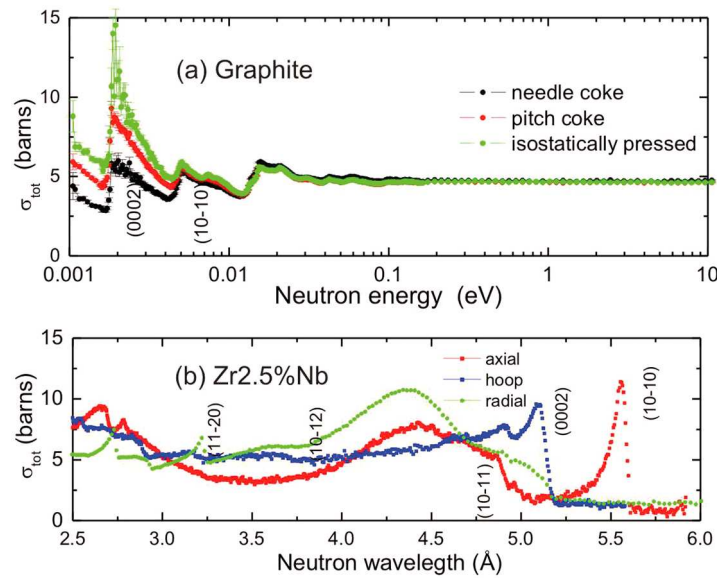 15
10
5
0
σtot (barns)
(a) Graphite
needle coke
pitch coke
isostatically pressed
(0002)
(10-10)
0.001
0.01
0.1
1
10
Neutron energy (eV)
15
10
5
0
σtot (barns)
(b) Zr2.5%Nb
axial
hoop
radial
(11-20)
(10-12)
(10-11)
(0002)
(10-10)
2.5
3.0
3.5
4.0
4.5
5.0
5.5
6.0
Neutron wavelegth (Å)